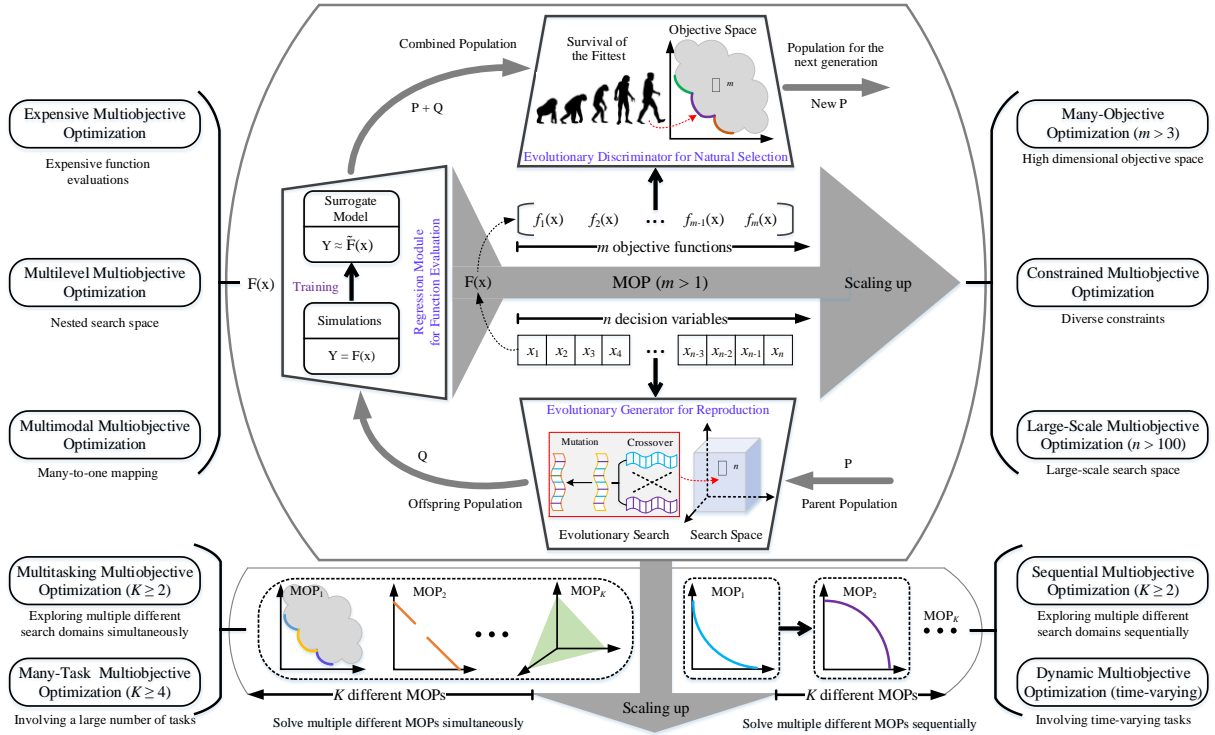 Expensive Multiobjective
Optimization
Expensive function
evaluations
Multilevel Multiobjective
Optimization
Nested search space
Multimodal Multiobjective
Optimization
Many-to-one mapping
F(x)
Combined Population
P + Q
Survival of
the Fittest
Objective Space
m
Evolutionary Discriminator for Natural Selection
Population for the
next generation
New P
Surrogate
Model
Y ≈ F̃(x)
Training
Simulations
Y = F(x)
Regression Module
for Function Evaluation
f1(x) f2(x) ••• fm-1(x) fm(x)
m objective functions
F(x)
MOP (m > 1)
Scaling up
n decision variables
x1 x2 x3 x4 ••• xn-3 xn-2 xn-1 xn
Evolutionary Generator for Reproduction
Mutation
Crossover
n
Evolutionary Search
Search Space
Q
Offspring Population
P
Parent Population
Many-Objective
Optimization (m > 3)
High dimensional objective space
Constrained Multiobjective
Optimization
Diverse constraints
Large-Scale Multiobjective
Optimization (n > 100)
Large-scale search space
Multitasking Multiobjective
Optimization (K ≥ 2)
Exploring multiple different
search domains simultaneously
Many-Task Multiobjective
Optimization (K ≥ 4)
Involving a large number of tasks
MOP1
MOP2
•••
MOPK
K different MOPs
Solve multiple different MOPs simultaneously
Scaling up
MOP1
MOP2
MOPK
•••
K different MOPs
Solve multiple different MOPs sequentially
Sequential Multiobjective
Optimization (K ≥ 2)
Exploring multiple different
search domains sequentially
Dynamic Multiobjective
Optimization (time-varying)
Involving time-varying tasks